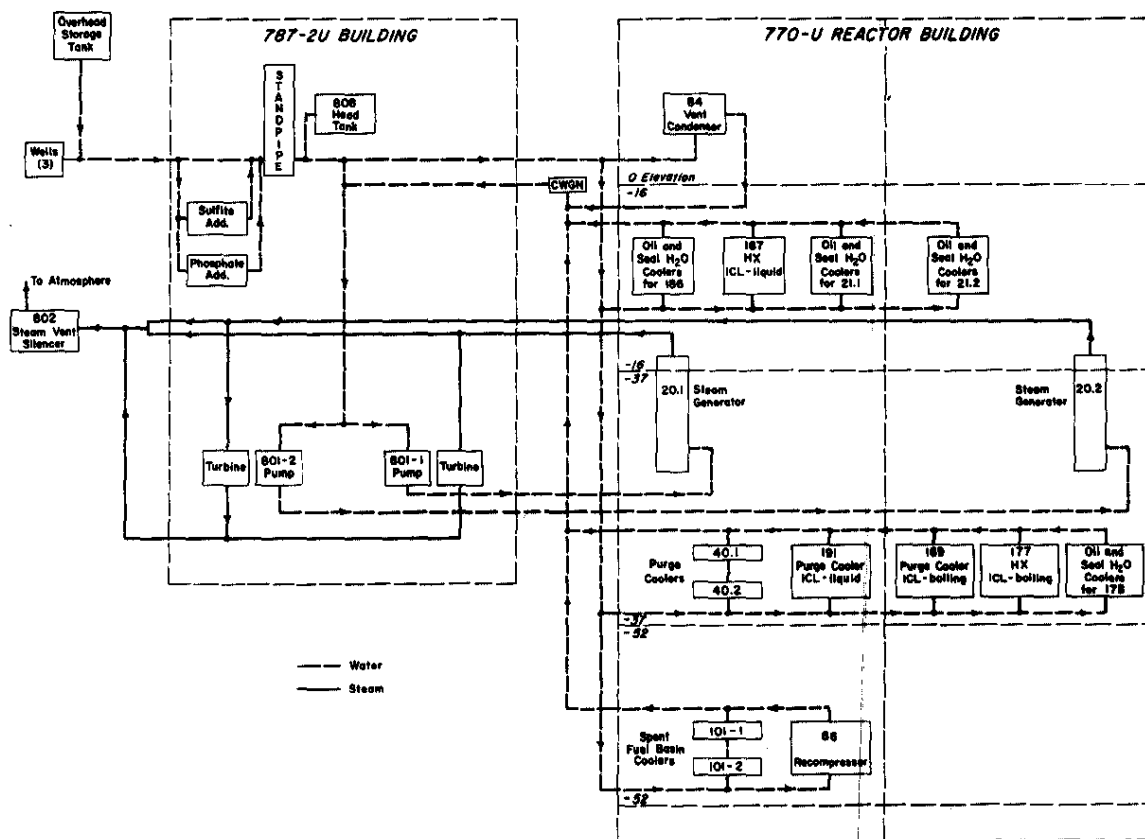 Overhead
Storage
Tank
787-2U BUILDING
770-U REACTOR BUILDING
STANDPIPE
808
Head
Tank
84
Vent
Condenser
Wells
(3)
O Elevation
-16
CWGN
Sulfite
Add.
Phosphate
Add.
Oil and
Seal H2O
Coolers
for 186
187
HX
ICL-liquid
Oil and
Seal H2O
Coolers
for 21.1
Oil and
Seal H2O
Coolers
for 21.2
To Atmosphere
802
Steam Vent
Silencer
-16
-37
20.1
Steam
Generator
Steam
Generator
20.2
Turbine
801-2
Pump
801-1
Pump
Turbine
Purge
Coolers
40.1
40.2
191
Purge Cooler
ICL-liquid
189
Purge Cooler
ICL-boiling
177
HX
ICL-boiling
Oil and
Seal H2O
Coolers
for 178
-37
-52
Water
Steam
Spent
Fuel Basin
Coolers
101-1
101-2
66
Recompressor
-52